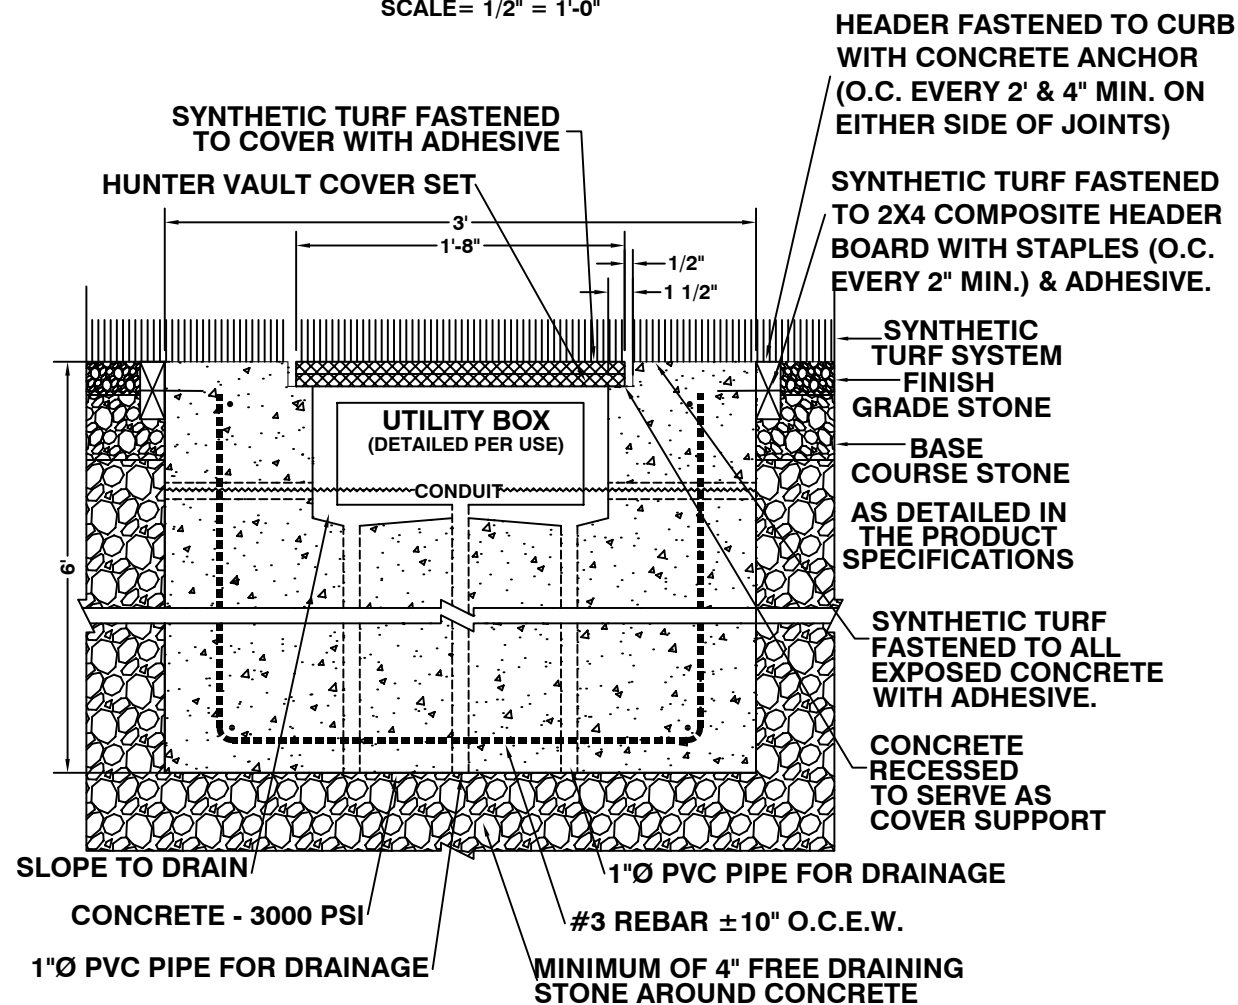 SCALE= 1/2" = 1'-0"
HEADER FASTENED TO CURB
WITH CONCRETE ANCHOR
(O.C. EVERY 2' & 4" MIN. ON
EITHER SIDE OF JOINTS)
SYNTHETIC TURF FASTENED
TO COVER WITH ADHESIVE
HUNTER VAULT COVER SET
SYNTHETIC TURF FASTENED
TO 2X4 COMPOSITE HEADER
BOARD WITH STAPLES (O.C.
EVERY 2" MIN.) & ADHESIVE.
3'
1'-8"
1/2"
1 1/2"
SYNTHETIC
TURF SYSTEM
FINISH
GRADE STONE
BASE
COURSE STONE
AS DETAILED IN
THE PRODUCT
SPECIFICATIONS
UTILITY BOX
(DETAILED PER USE)
CONDUIT
6'
SYNTHETIC TURF
FASTENED TO ALL
EXPOSED CONCRETE
WITH ADHESIVE.
CONCRETE
RECESSED
TO SERVE AS
COVER SUPPORT
SLOPE TO DRAIN
CONCRETE - 3000 PSI
1"Ø PVC PIPE FOR DRAINAGE
1"Ø PVC PIPE FOR DRAINAGE
#3 REBAR ±10" O.C.E.W.
MINIMUM OF 4" FREE DRAINING
STONE AROUND CONCRETE